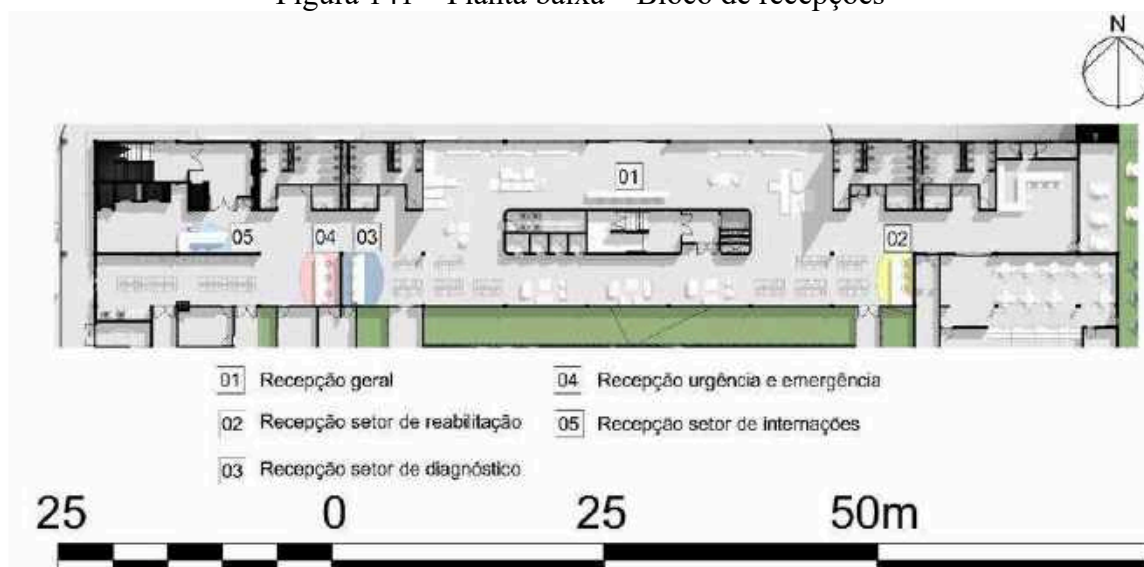 Figura 141 – Planta baixa – Bloco de recepções
N
01
05
04
03
02
01 Recepção geral
04 Recepção urgência e emergência
02 Recepção setor de reabilitação
05 Recepção setor de internações
03 Recepção setor de diagnóstico
25 0 25 50m